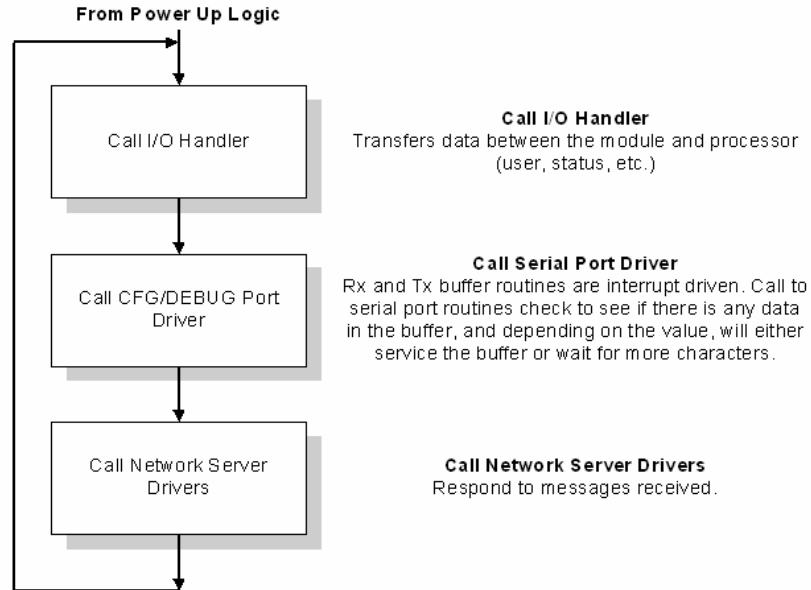 From Power Up Logic
Call I/O Handler
Call I/O Handler
Transfers data between the module and processor
(user, status, etc.)
Call CFG/DEBUG Port
Driver
Call Serial Port Driver
Rx and Tx buffer routines are interrupt driven. Call to
serial port routines check to see if there is any data
in the buffer, and depending on the value, will either
service the buffer or wait for more characters.
Call Network Server
Drivers
Call Network Server Drivers
Respond to messages received.